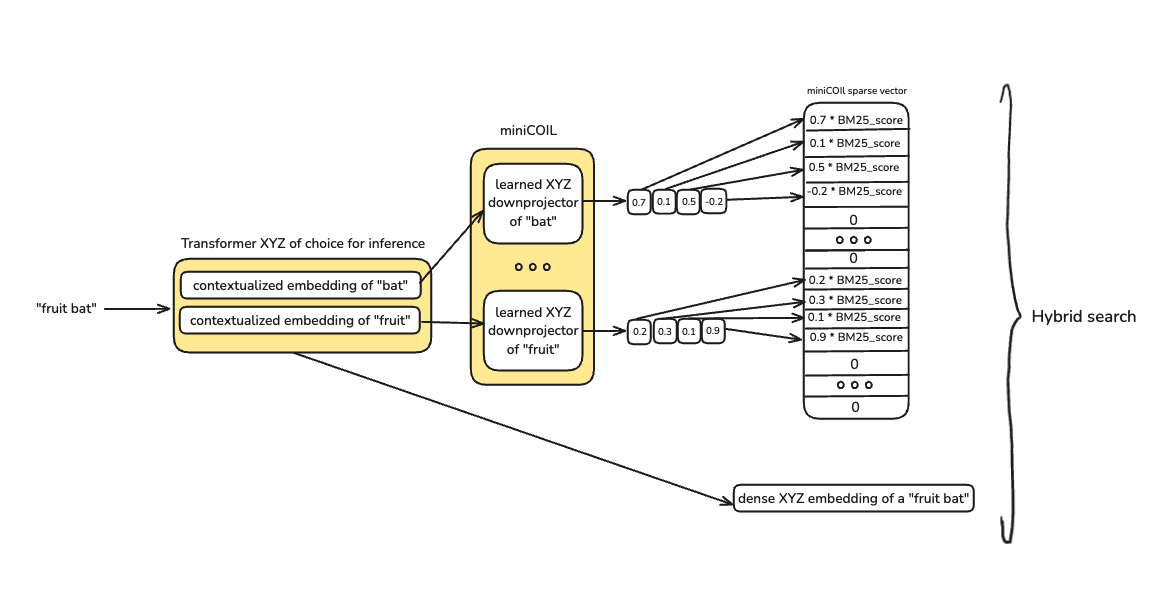 miniCOIl sparse vector
miniCOIL
0.7 * BM25_score
0.1 * BM25_score
0.5 * BM25_score
-0.2 * BM25_score
0
0
0.2 * BM25_score
0.3 * BM25_score
0.1 * BM25_score
0.9 * BM25_score
0
0
learned XYZ
downprojector
of "bat"
0.7
0.1
0.5
-0.2
Transformer XYZ of choice for inference
contextualized embedding of "bat"
contextualized embedding of "fruit"
"fruit bat"
learned XYZ
downprojector
of "fruit"
0.2
0.3
0.1
0.9
Hybrid search
dense XYZ embedding of a "fruit bat"